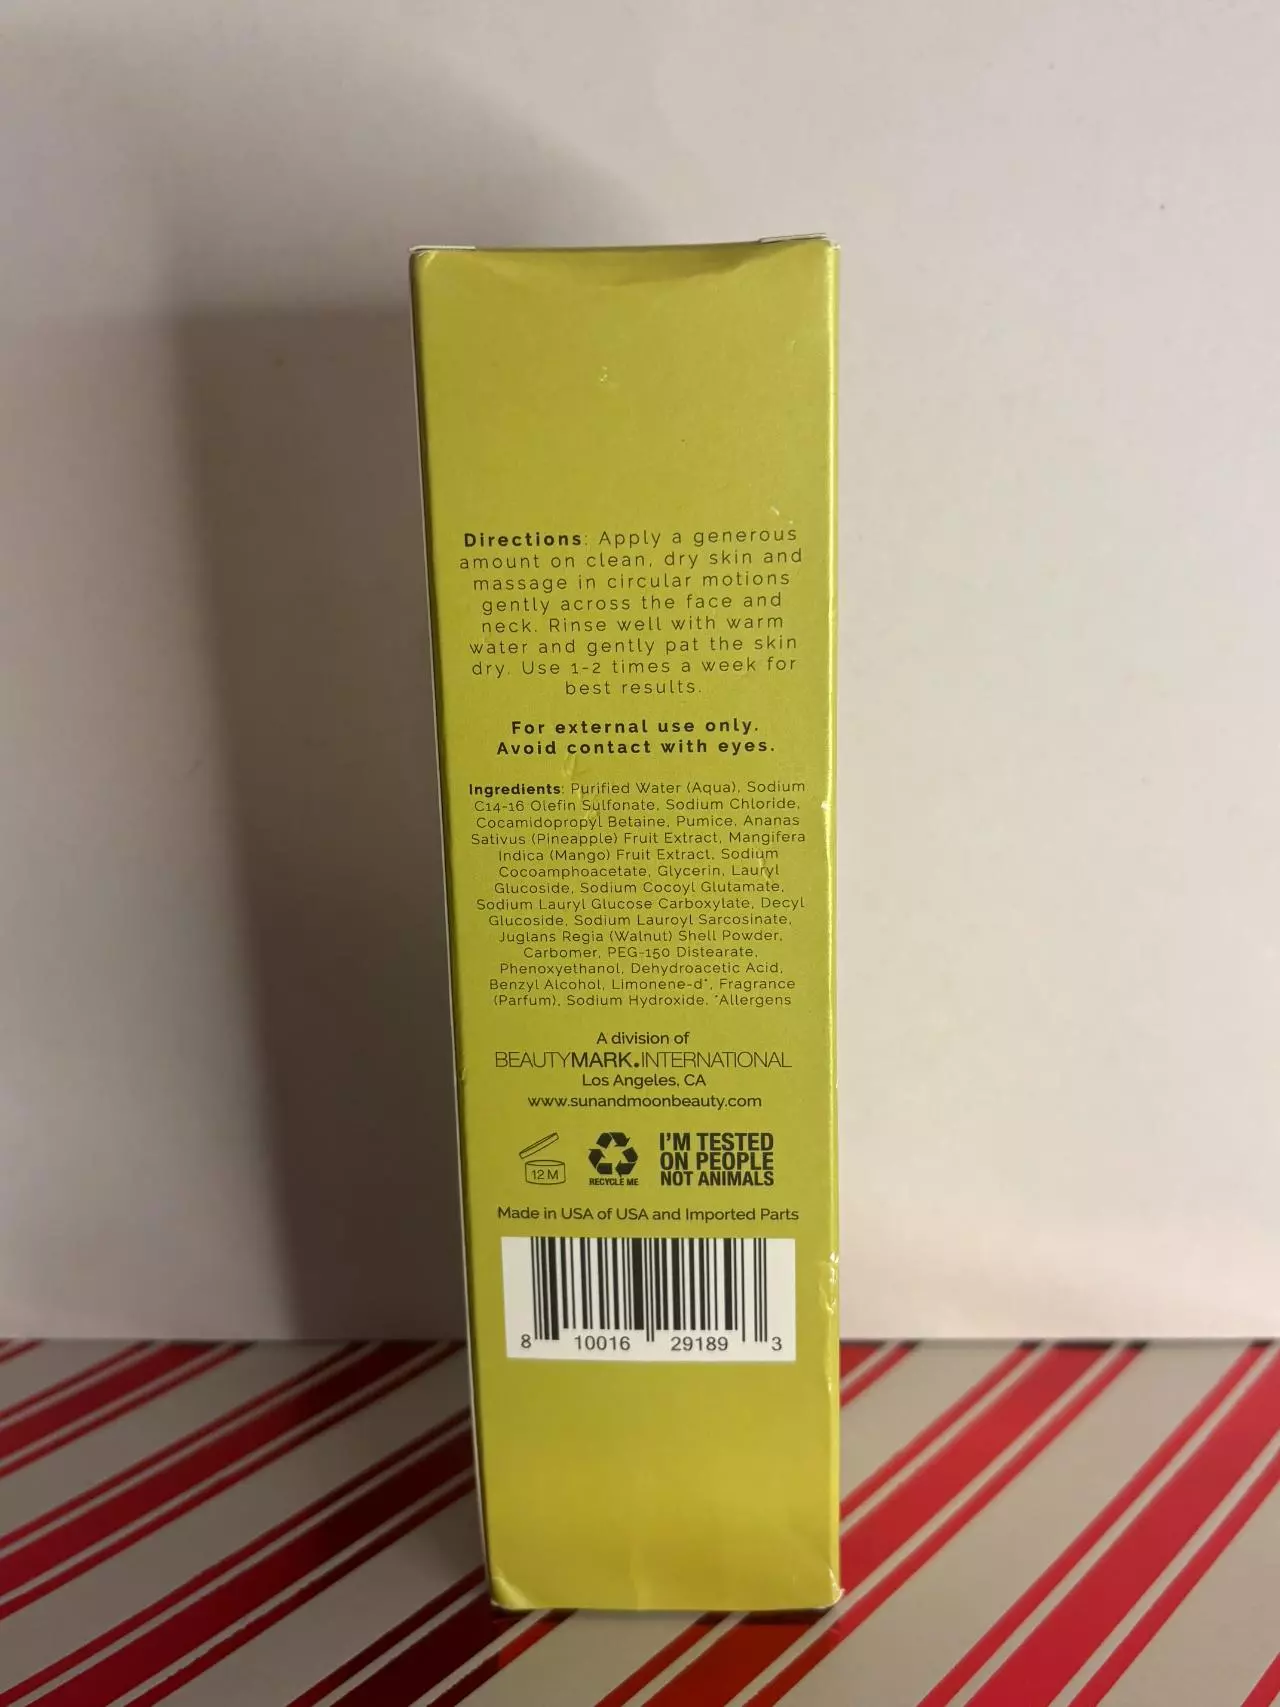 Directions: Apply a generous
amount on clean, dry skin and
massage in circular motions
gently across the face and
neck. Rinse well with warm
water and gently pat the skin
dry. Use 1-2 times a week for
best results.
For external use only.
Avoid contact with eyes.
Ingredients: Purified Water (Aqua), Sodium
C14-16 Olefin Sulfonate, Sodium Chloride,
Cocamidopropyl Betaine, Pumice, Ananas
Sativus (Pineapple) Fruit Extract, Mangifera
Indica (Mango) Fruit Extract, Sodium
Cocoamphoacetate, Glycerin, Lauryl
Glucoside, Sodium Cocoyl Glutamate,
Sodium Lauryl Glucose Carboxylate, Decyl
Glucoside, Sodium Lauroyl Sarcosinate,
Juglans Regia (Walnut) Shell Powder,
Carbomer, PEG-150 Distearate,
Phenoxyethanol, Dehydroacetic Acid,
Benzyl Alcohol, Limonene-d*, Fragrance
(Parfum), Sodium Hydroxide. *Allergens
A division of
BEAUTYMARK.INTERNATIONAL
Los Angeles, CA
www.sunandmoonbeauty.com
12 M
RECYCLE ME
I'M TESTED
ON PEOPLE
NOT ANIMALS
Made in USA of USA and Imported Parts
8 10016 29189 3